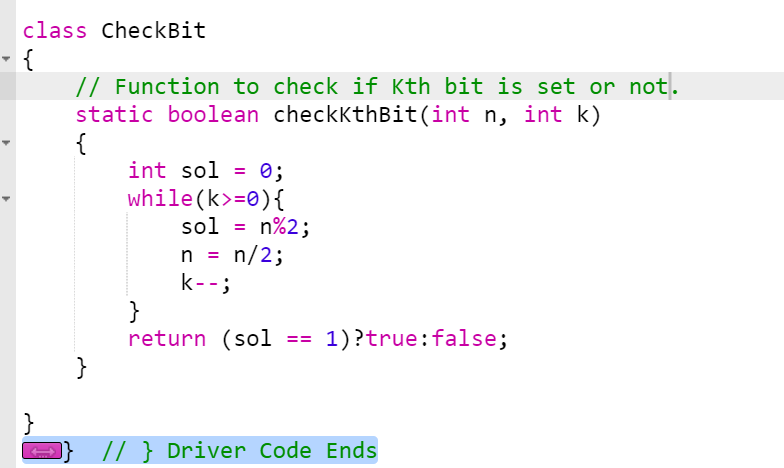 class CheckBit
{
// Function to check if Kth bit is set or not.
static boolean checkKthBit(int n, int k)
{
int sol = 0;
while(k>=0){
sol = n%2;
n = n/2;
k--;
}
return (sol == 1)?true:false;
}
}
} // } Driver Code Ends